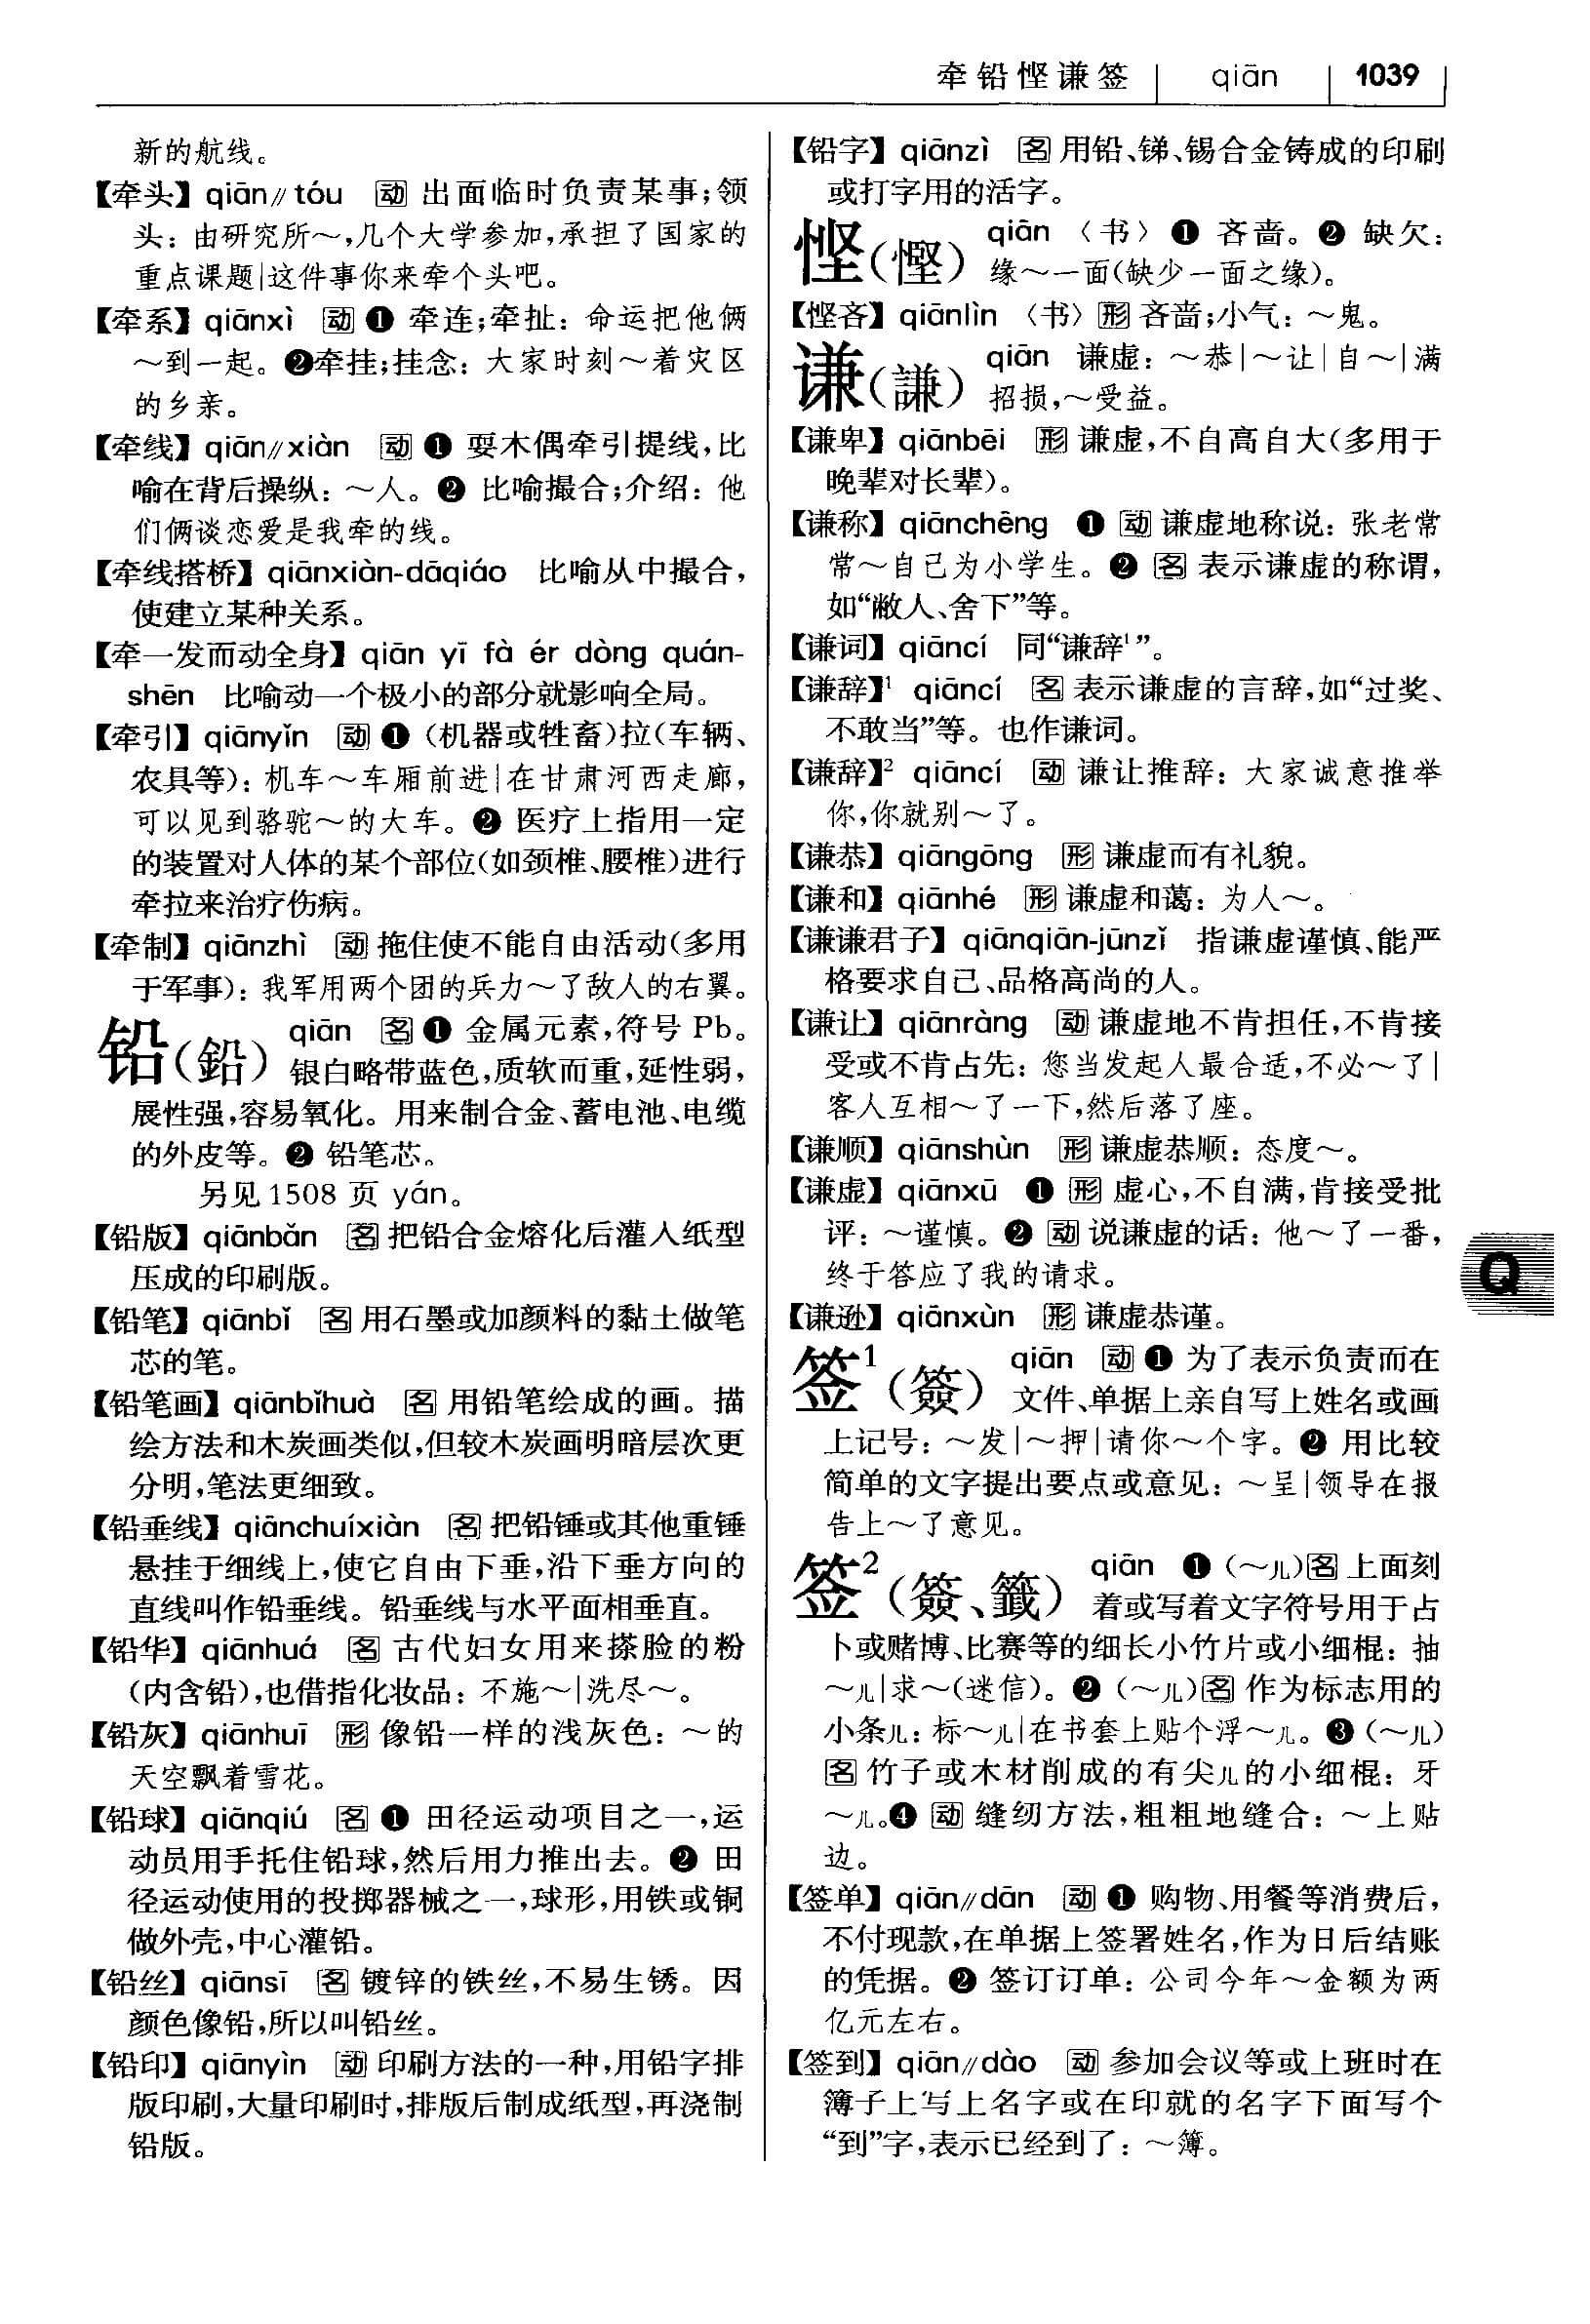 牵铅悭谦签 qiān 1039
新的航线。
【牵头】qiān∥tóu 动 出面临时负责某事;领
头：由研究所～,几个大学参加,承担了国家的
重点课题|这件事你来牵个头吧。
【牵系】qiānxì 动 ❶ 牵连;牵扯：命运把他俩
～到一起。❷牵挂;挂念：大家时刻～着灾区
的乡亲。
【牵线】qiān∥xiàn 动 ❶ 耍木偶牵引提线,比
喻在背后操纵：～人。❷ 比喻撮合;介绍：他
们俩谈恋爱是我牵的线。
【牵线搭桥】qiānxiàn-dāqiáo 比喻从中撮合,
使建立某种关系。
【牵一发而动全身】qiān yī fà ér dòng quán-
shēn 比喻动一个极小的部分就影响全局。
【牵引】qiānyǐn 动 ❶（机器或牲畜)拉(车辆、
农具等)：机车～车厢前进|在甘肃河西走廊,
可以见到骆驼～的大车。❷ 医疗上指用一定
的装置对人体的某个部位(如颈椎、腰椎)进行
牵拉来治疗伤病。
【牵制】qiānzhì 动 拖住使不能自由活动(多用
于军事)：我军用两个团的兵力～了敌人的右翼。
铅(鉛) qiān 名 ❶ 金属元素,符号 Pb。
银白略带蓝色,质软而重,延性弱,
展性强,容易氧化。用来制合金、蓄电池、电缆
的外皮等。❷ 铅笔芯。
另见1508 页 yán。
【铅版】qiānbǎn 名 把铅合金熔化后灌入纸型
压成的印刷版。
【铅笔】qiānbǐ 名 用石墨或加颜料的黏土做笔
芯的笔。
【铅笔画】qiānbǐhuà 名 用铅笔绘成的画。描
绘方法和木炭画类似,但较木炭画明暗层次更
分明,笔法更细致。
【铅垂线】qiānchuíxiàn 名 把铅锤或其他重锤
悬挂于细线上,使它自由下垂,沿下垂方向的
直线叫作铅垂线。铅垂线与水平面相垂直。
【铅华】qiānhuá 名 古代妇女用来搽脸的粉
(内含铅),也借指化妆品：不施～|洗尽～。
【铅灰】qiānhuī 形 像铅一样的浅灰色：～的
天空飘着雪花。
【铅球】qiānqiú 名 ❶ 田径运动项目之一,运
动员用手托住铅球,然后用力推出去。❷ 田
径运动使用的投掷器械之一,球形,用铁或铜
做外壳,中心灌铅。
【铅丝】qiānsī 名 镀锌的铁丝,不易生锈。因
颜色像铅,所以叫铅丝。
【铅印】qiānyìn 动 印刷方法的一种,用铅字排
版印刷,大量印刷时,排版后制成纸型,再浇制
铅版。
【铅字】qiānzì 名 用铅、锑、锡合金铸成的印刷
或打字用的活字。
悭(慳) qiān 〈书〉❶ 吝啬。❷ 缺欠：
缘～一面(缺少一面之缘)。
【悭吝】qiānlìn 〈书〉形 吝啬;小气：～鬼。
谦(謙) qiān 谦虚：～恭|～让|自～|满
招损,～受益。
【谦卑】qiānbēi 形 谦虚,不自高自大(多用于
晚辈对长辈)。
【谦称】qiānchēng ❶ 动 谦虚地称说：张老常
常～自己为小学生。❷ 名 表示谦虚的称谓,
如“敝人、舍下”等。
【谦词】qiāncí 同“谦辞¹”。
【谦辞】¹ qiāncí 名 表示谦虚的言辞,如“过奖、
不敢当”等。也作谦词。
【谦辞】² qiāncí 动 谦让推辞：大家诚意推举
你,你就别～了。
【谦恭】qiāngōng 形 谦虚而有礼貌。
【谦和】qiānhé 形 谦虚和蔼：为人～。
【谦谦君子】qiānqiān-jūnzǐ 指谦虚谨慎、能严
格要求自己、品格高尚的人。
【谦让】qiānràng 动 谦虚地不肯担任,不肯接
受或不肯占先：您当发起人最合适,不必～了|
客人互相～了一下,然后落了座。
【谦顺】qiānshùn 形 谦虚恭顺：态度～。
【谦虚】qiānxū ❶ 形 虚心,不自满,肯接受批
评：～谨慎。❷ 动 说谦虚的话：他～了一番,
终于答应了我的请求。
【谦逊】qiānxùn 形 谦虚恭谨。
签¹(簽) qiān 动 ❶ 为了表示负责而在
文件、单据上亲自写上姓名或画
上记号：～发|～押|请你～个字。❷ 用比较
简单的文字提出要点或意见：～呈|领导在报
告上～了意见。
签²(簽、籤) qiān ❶ (～儿)名 上面刻
着或写着文字符号用于占
卜或赌博、比赛等的细长小竹片或小细棍：抽
～儿|求～(迷信)。❷ (～儿)名 作为标志用的
小条儿：标～儿|在书套上贴个浮～儿。❸ (～儿)
名 竹子或木材削成的有尖儿的小细棍：牙
～儿。❹ 动 缝纫方法,粗粗地缝合：～上贴
边。
【签单】qiān∥dān 动 ❶ 购物、用餐等消费后,
不付现款,在单据上签署姓名,作为日后结账
的凭据。❷ 签订订单：公司今年～金额为两
亿元左右。
【签到】qiān∥dào 动 参加会议等或上班时在
簿子上写上名字或在印就的名字下面写个
“到”字,表示已经到了：～簿。
Q